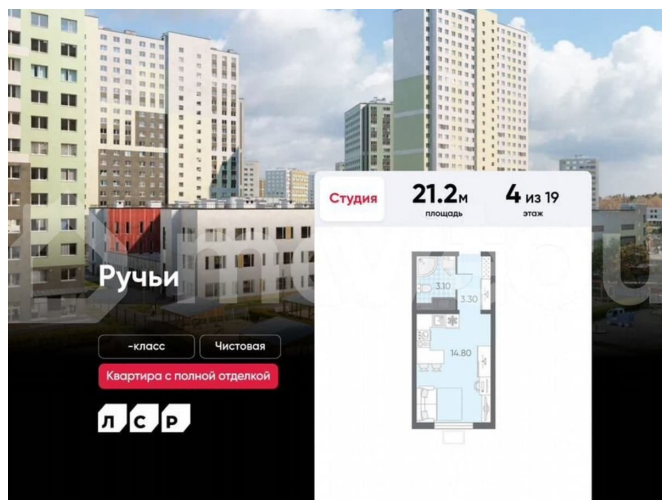 Студия
21.2м
площадь
4 из 19
этаж
Ручьи
-класс
Чистовая
Квартира с полной отделкой
ЛСР
3.10
3.30
14.80